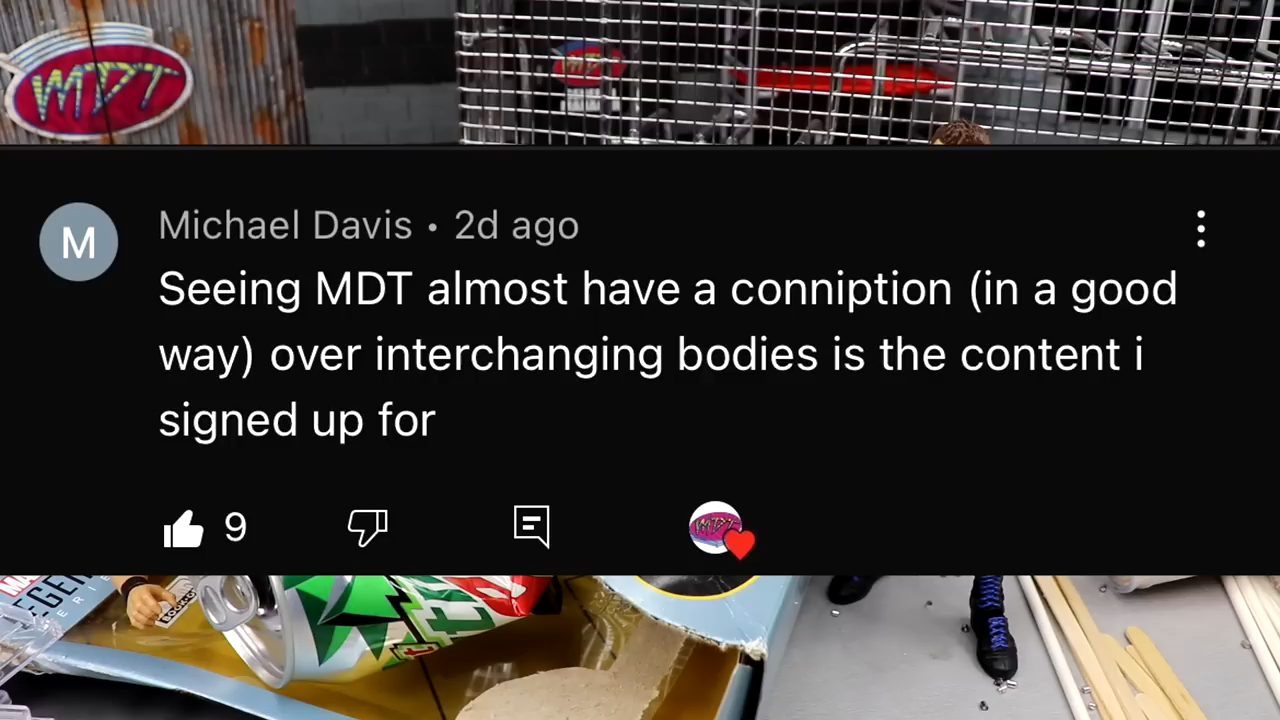 MDT
MDT
M
Michael Davis • 2d ago
Seeing MDT almost have a conniption (in a good
way) over interchanging bodies is the content i
signed up for
9
MDT